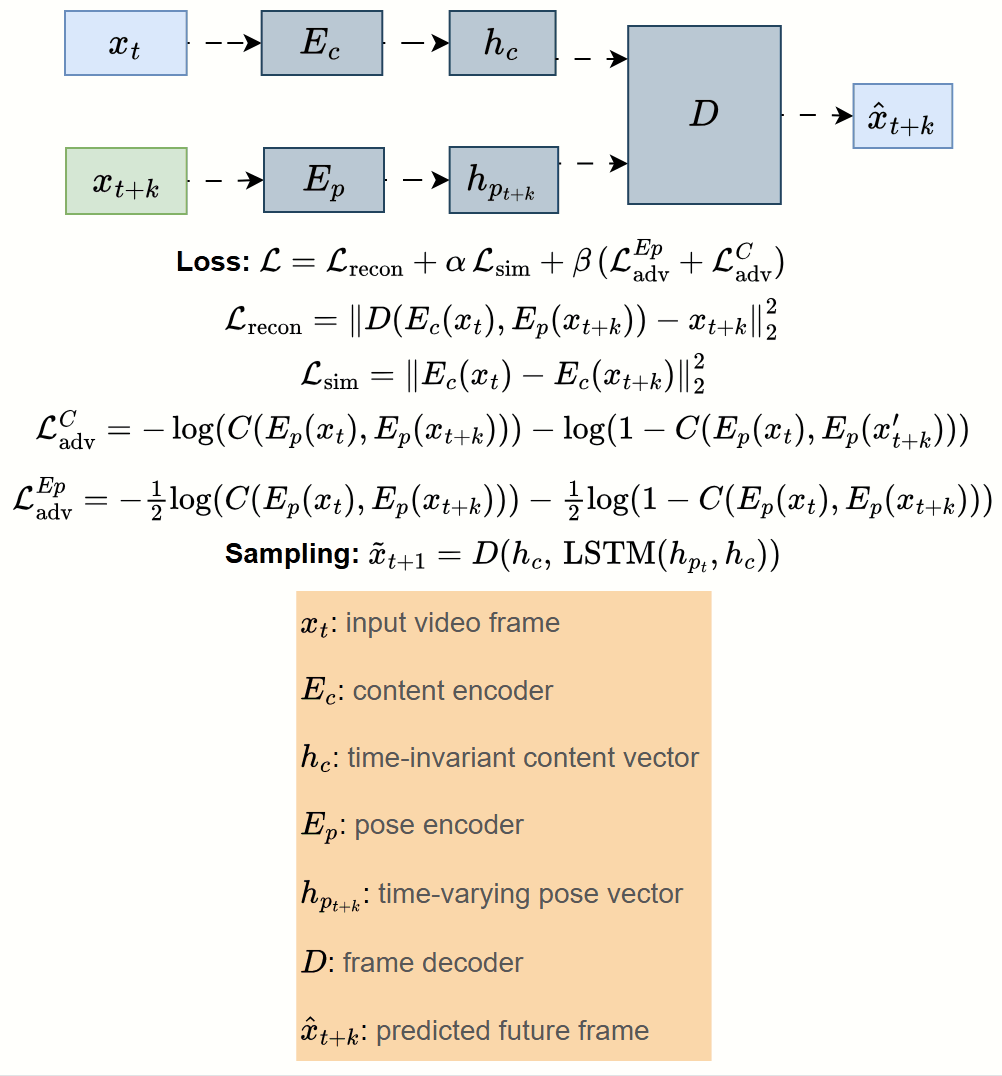 $x_t$ $E_c$ $h_c$
$D$
$\hat{x}_{t+k}$
$x_{t+k}$ $E_p$ $h_{p_{t+k}}$
Loss: $\mathcal{L} = \mathcal{L}_{\text{recon}} + \alpha \mathcal{L}_{\text{sim}} + \beta (\mathcal{L}_{\text{adv}}^{Ep} + \mathcal{L}_{\text{adv}}^{C})$
$\mathcal{L}_{\text{recon}} = \|D(E_c(x_t), E_p(x_{t+k})) - x_{t+k}\|_2^2$
$\mathcal{L}_{\text{sim}} = \|E_c(x_t) - E_c(x_{t+k})\|_2^2$
$\mathcal{L}_{\text{adv}}^{C} = -\log(C(E_p(x_t), E_p(x_{t+k}))) - \log(1 - C(E_p(x_t), E_p(x'_{t+k})))$
$\mathcal{L}_{\text{adv}}^{Ep} = -\frac{1}{2}\log(C(E_p(x_t), E_p(x_{t+k}))) - \frac{1}{2}\log(1 - C(E_p(x_t), E_p(x_{t+k})))$
Sampling: $\tilde{x}_{t+1} = D(h_c, \text{LSTM}(h_{p_t}, h_c))$
$x_t$: input video frame
$E_c$: content encoder
$h_c$: time-invariant content vector
$E_p$: pose encoder
$h_{p_{t+k}}$: time-varying pose vector
$D$: frame decoder
$\hat{x}_{t+k}$: predicted future frame